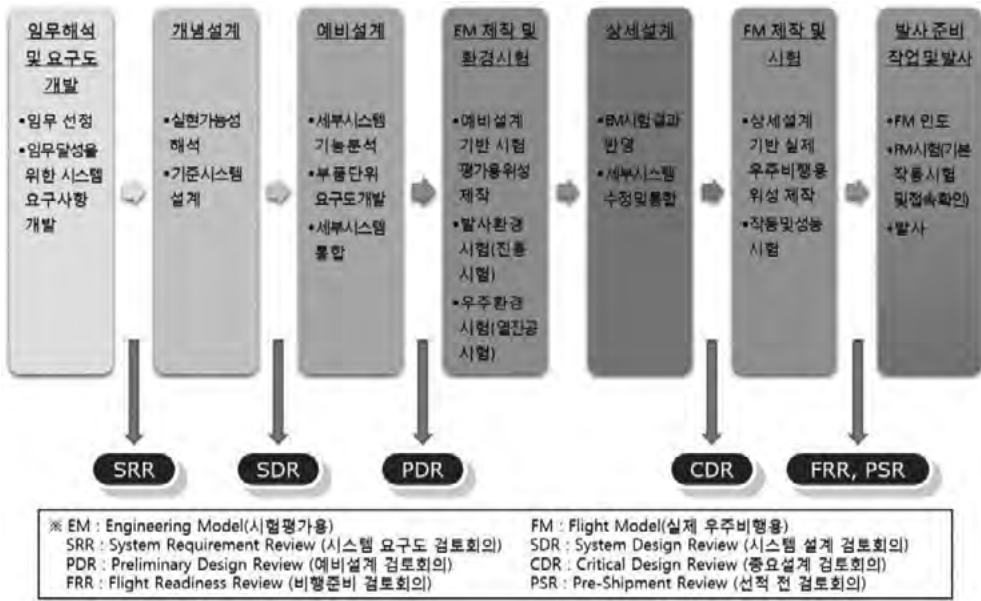 임무해석
및 요구도
개발
•임무 선정
•임무달성을
위한 시스템
요구사항
개발
개념설계
•실현가능성
해석
•기준시스템
설계
예비설계
•세부시스템
기능분석
•부품단위
요구도개발
•세부시스템
통합
EM 제작 및
환경시험
•예비설계
기반 시험
평가용위성
제작
•발사환경
시험(진동
시험)
•우주환경
시험(열진공
시험)
상세설계
•EM시험결과
반영
•세부시스템
수정및통합
FM 제작 및
시험
•상세설계
기반 실제
우주비행용
위성 제작
•작동및성능
시험
발사 준비
작업 및 발사
•FM 인도
•FM시험(기본
작동시험
및접속확인)
•발사
SRR
SDR
PDR
CDR
FRR, PSR
※ EM : Engineering Model(시험평가용)
FM : Flight Model(실제 우주비행용)
SRR : System Requirement Review (시스템 요구도 검토회의)
SDR : System Design Review (시스템 설계 검토회의)
PDR : Preliminary Design Review (예비설계 검토회의)
CDR : Critical Design Review (중요설계 검토회의)
FRR : Flight Readiness Review (비행준비 검토회의)
PSR : Pre-Shipment Review (선적 전 검토회의)